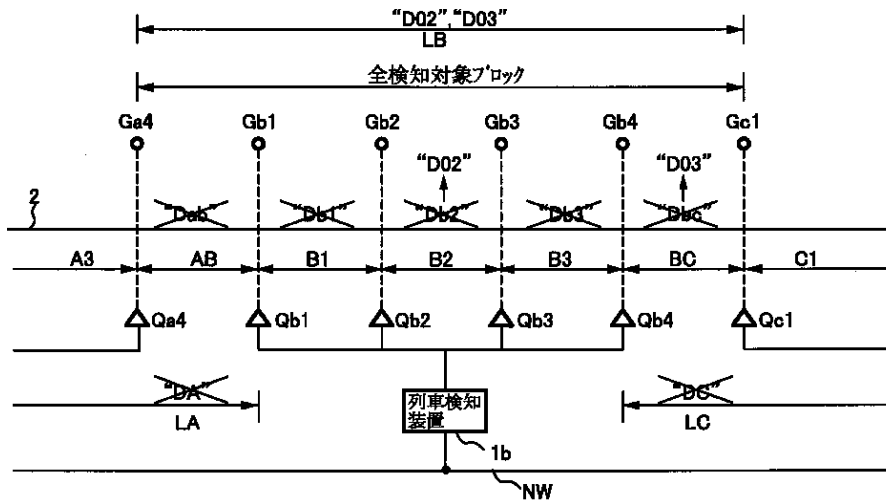 “D02”,“D03”
LB
全検知対象ブロック
Ga4 Gb1 Gb2 Gb3 Gb4 Gc1
“D02” “D03”
2 “Dab” “Db1” “Db2” “Db3” “Dbc”
A3 AB B1 B2 B3 BC C1
Qa4 Qb1 Qb2 Qb3 Qb4 Qc1
“DA” 列車検知 “DC”
LA 装置 LC
1b
NW